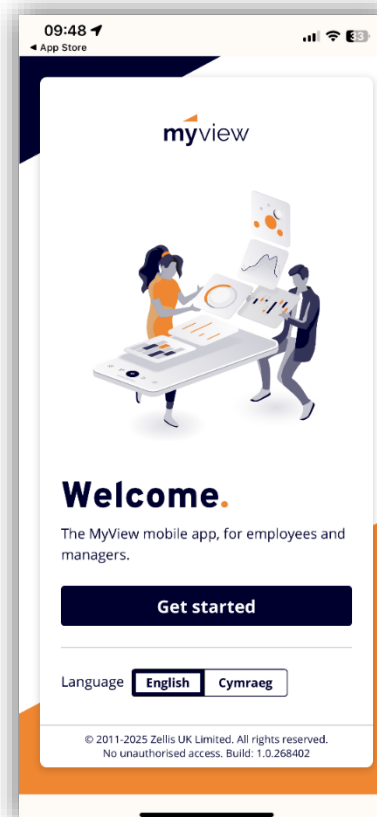 09:48
◀ App Store
33
myview
Welcome.
The MyView mobile app, for employees and
managers.
Get started
Language English Cymraeg
© 2011-2025 Zellis UK Limited. All rights reserved.
No unauthorised access. Build: 1.0.268402